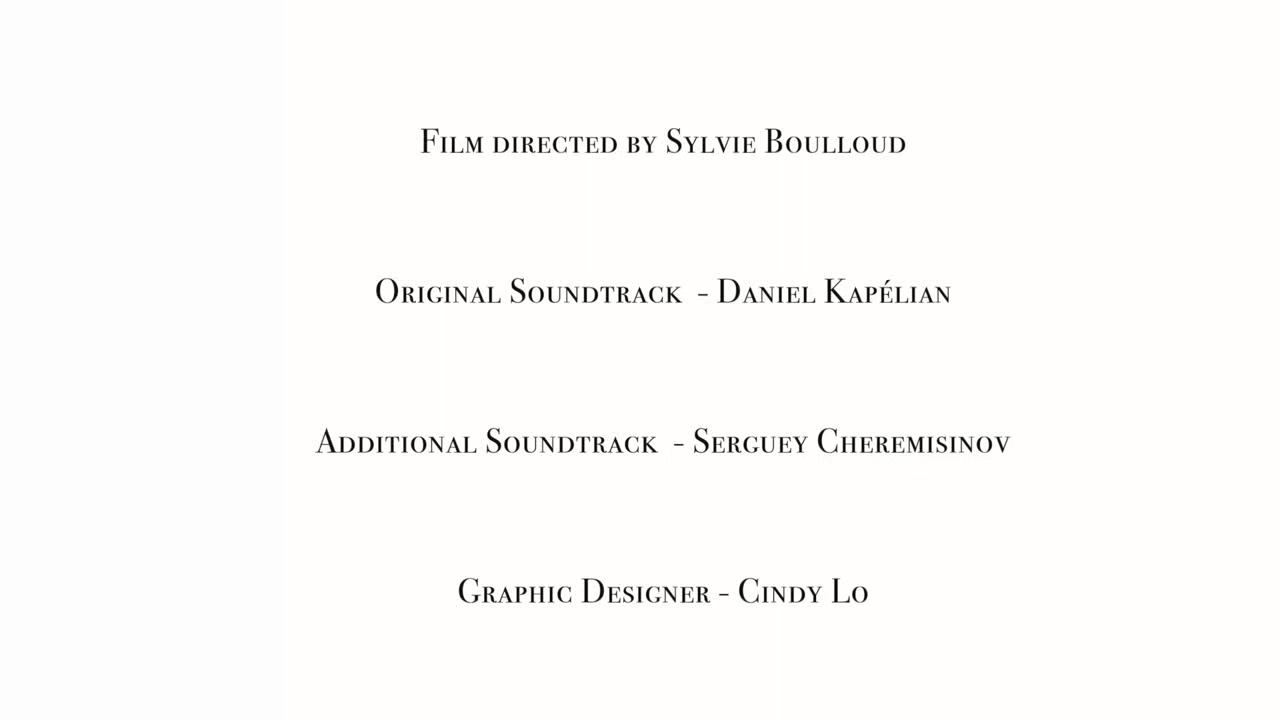 Film directed by Sylvie Boulloud
Original Soundtrack - Daniel Kapélian
Additional Soundtrack - Serguey Cheremisinov
Graphic Designer - Cindy Lo